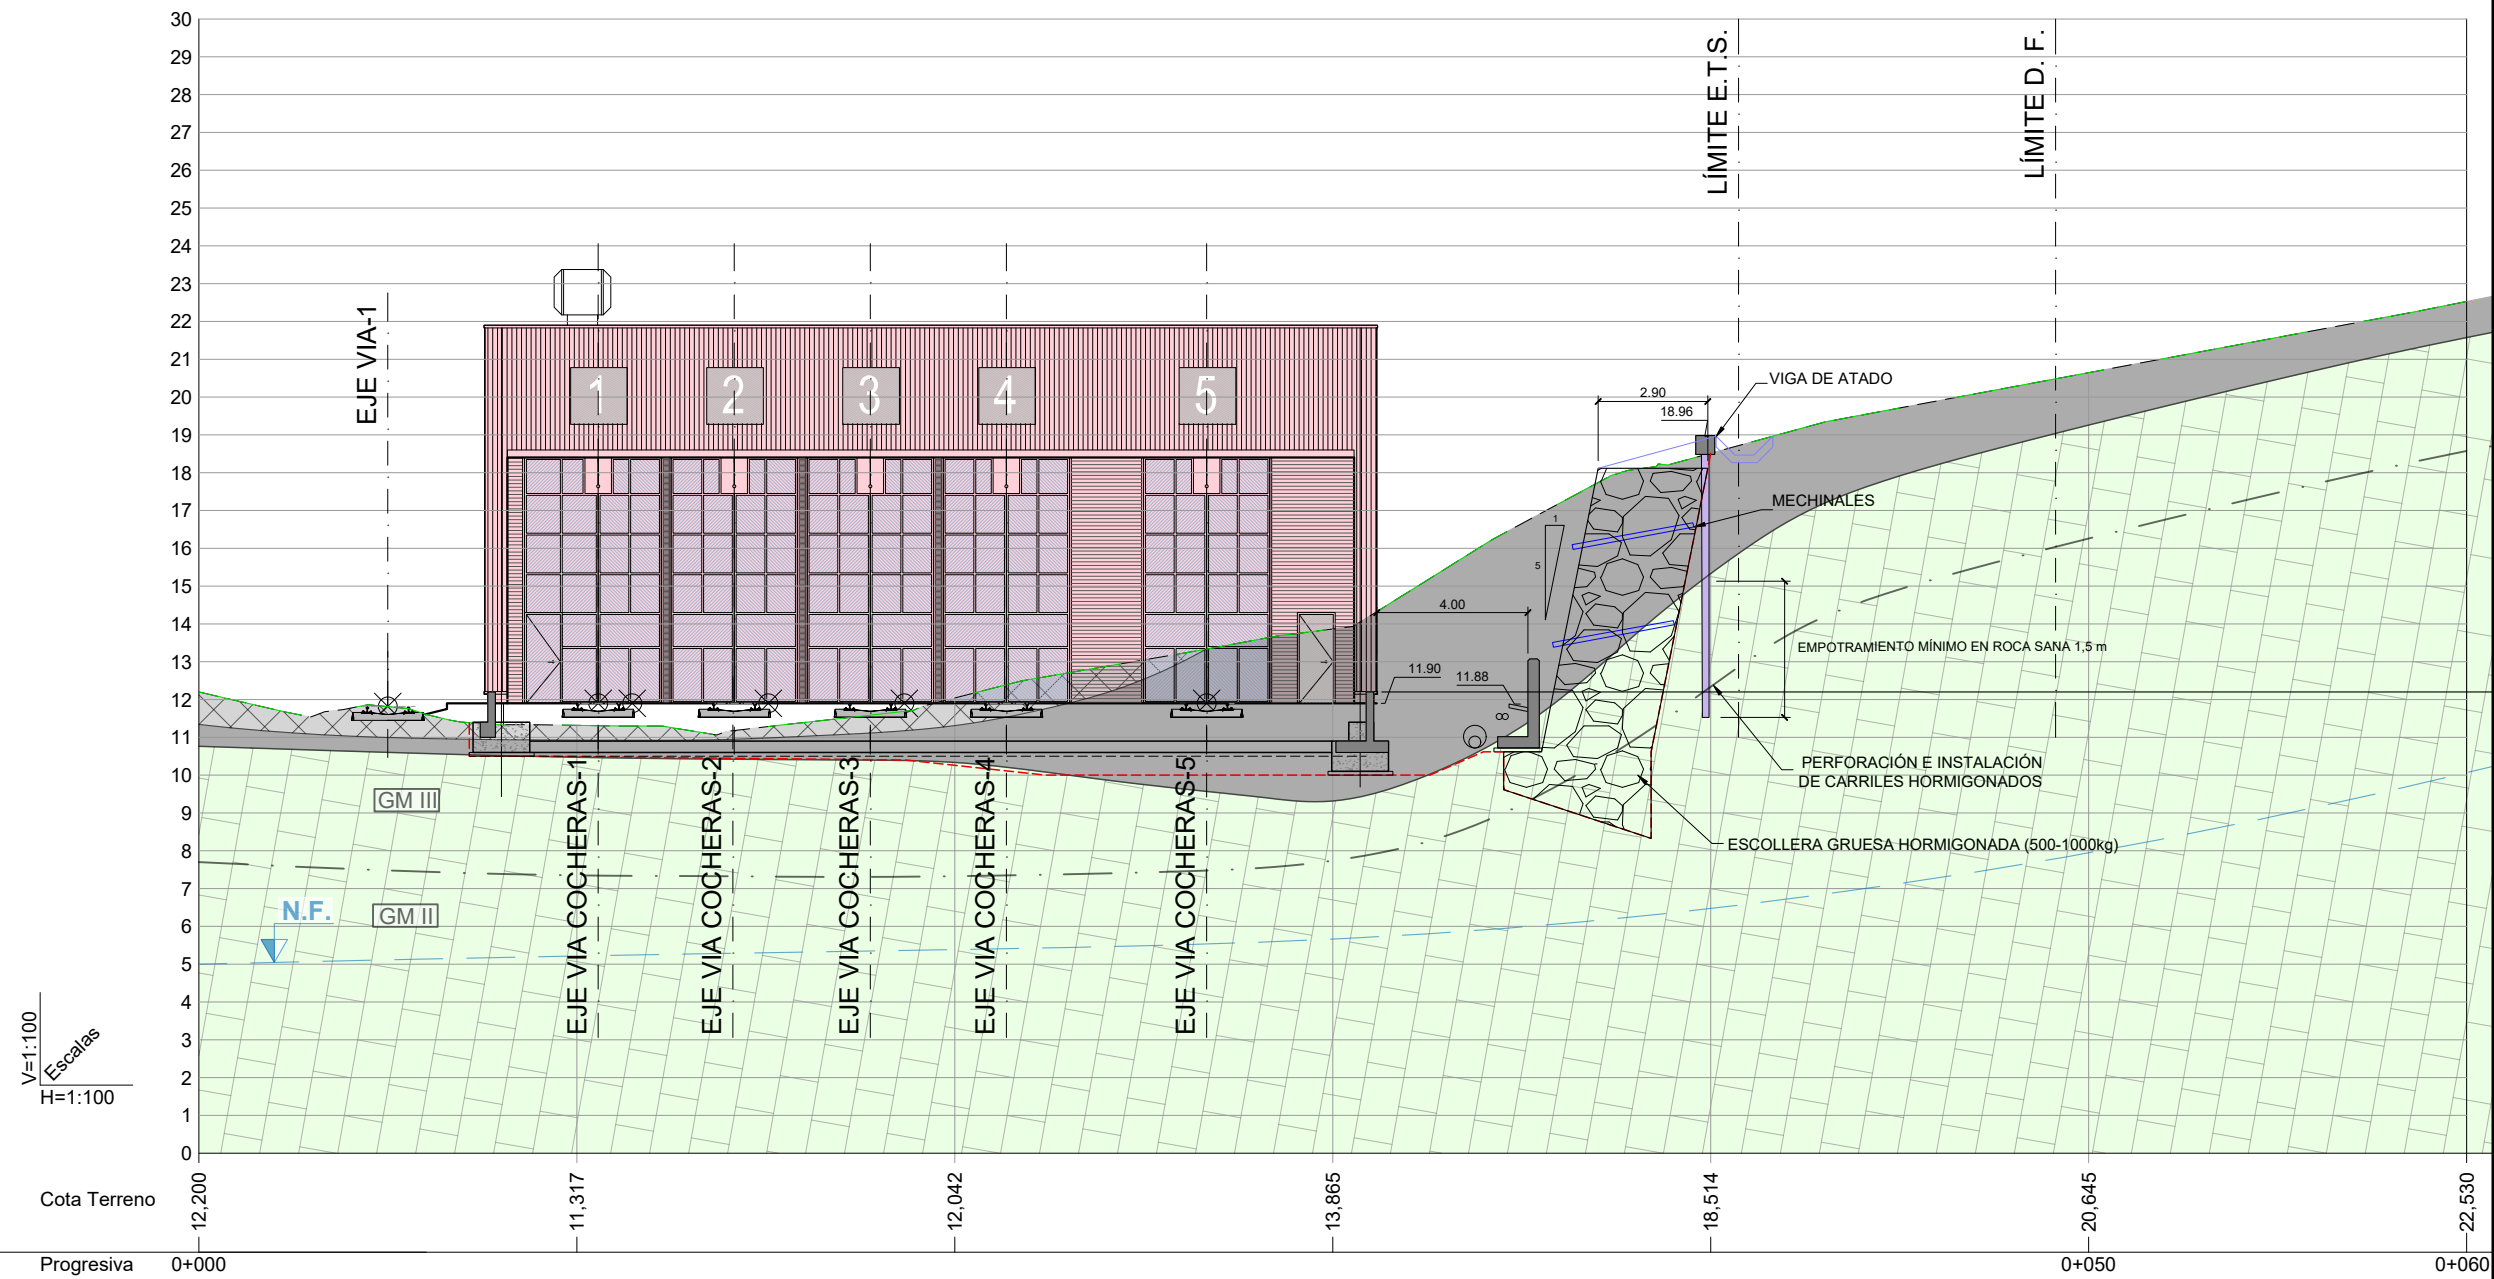 30
29
28
27
26
25
24
23
22
21
20
19
18
17
16
15
14
13
12
11
10
9
8
7
6
5
4
3
2
1
0
LÍMITE E.T.S.
LÍMITE D. F.
EJE VIA-1
1
2
3
4
5
VIGA DE ATADO
2.90
18.96
MECHINALES
1
5
4.00
EMPOTRAMIENTO MÍNIMO EN ROCA SANA 1,5 m
11.90
11.88
PERFORACIÓN E INSTALACIÓN
DE CARRILES HORMIGONADOS
ESCOLLERA GRUESA HORMIGONADA (500-1000kg)
GM III
GM II
N.F.
EJE VIA COCHERAS-1
EJE VIA COCHERAS-2
EJE VIA COCHERAS-3
EJE VIA COCHERAS-4
EJE VIA COCHERAS-5
V=1:100
Escalas
H=1:100
Cota Terreno
12,200
11,317
12,042
13,865
18,514
20,645
22,530
Progresiva
0+000
0+050
0+060